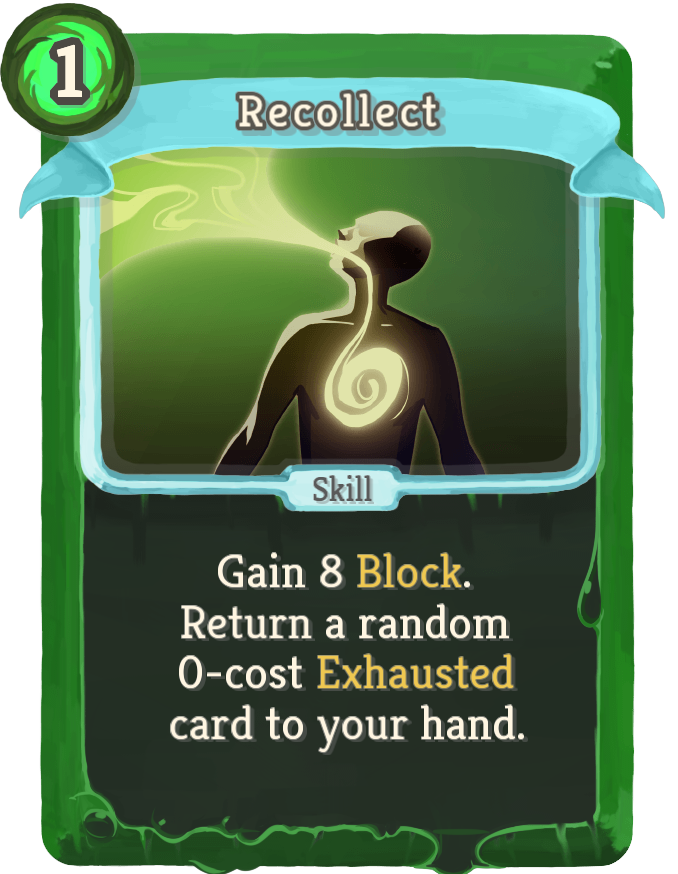 1
Recollect
Skill
Gain 8 Block.
Return a random
0-cost Exhausted
card to your hand.